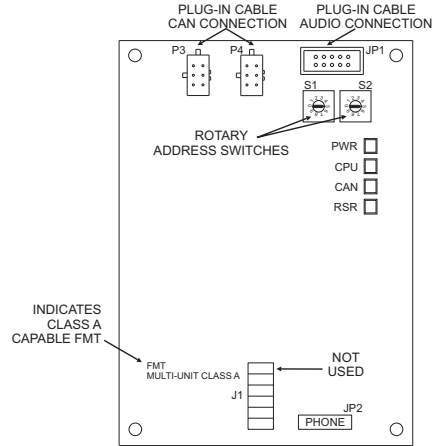 PLUG-IN CABLE
CAN CONNECTION
PLUG-IN CABLE
AUDIO CONNECTION
P3
P4
JP1
S1
S2
ROTARY
ADDRESS SWITCHES
PWR
CPU
CAN
RSR
INDICATES
CLASS A
CAPABLE FMT
FMT
MULTI-UNIT CLASS A
NOT
USED
J1
JP2
PHONE